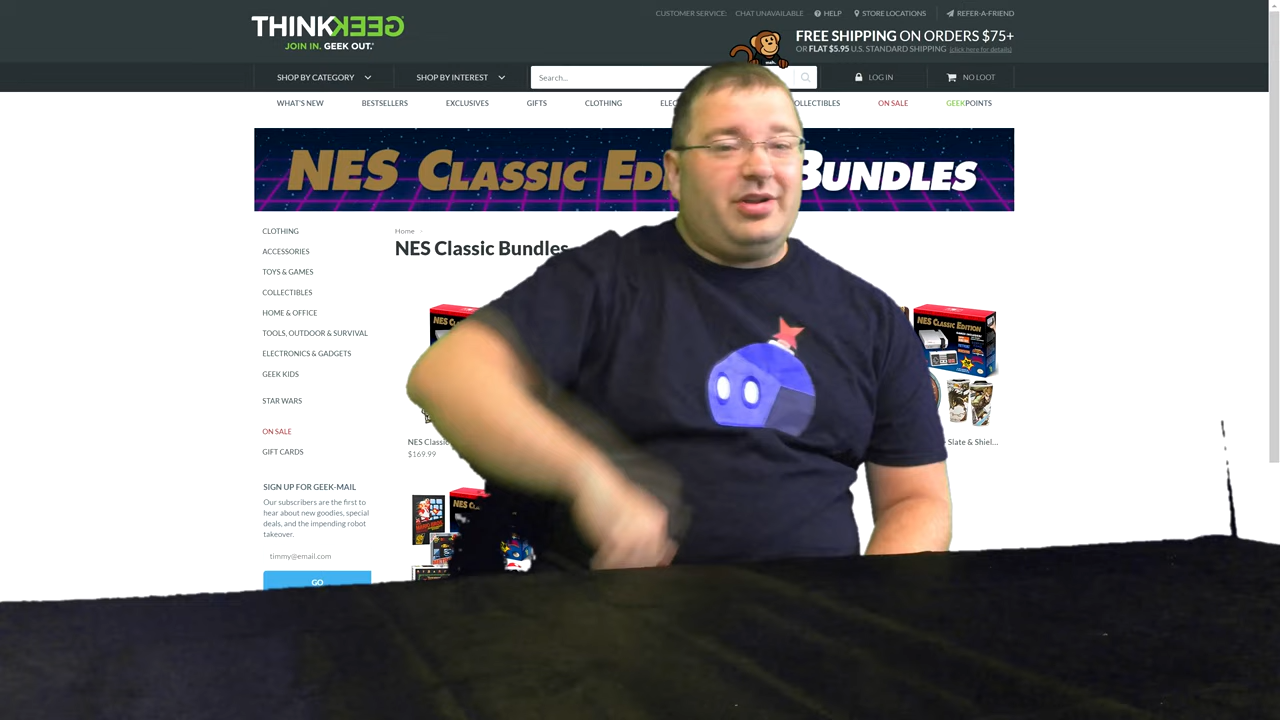 THINKGEEK
JOIN IN. GEEK OUT.
CUSTOMER SERVICE: CHAT UNAVAILABLE HELP STORE LOCATIONS REFER-A-FRIEND
FREE SHIPPING ON ORDERS $75+
OR FLAT $5.95 U.S. STANDARD SHIPPING (click here for details)
SHOP BY CATEGORY SHOP BY INTEREST Search... LOG IN NO LOOT
WHAT'S NEW BESTSELLERS EXCLUSIVES GIFTS CLOTHING ELEC OLLECTIBLES ON SALE GEEKPOINTS
NES CLASSIC EDI BUNDLES
CLOTHING
ACCESSORIES
TOYS & GAMES
COLLECTIBLES
HOME & OFFICE
TOOLS, OUTDOOR & SURVIVAL
ELECTRONICS & GADGETS
GEEK KIDS
STAR WARS
ON SALE
GIFT CARDS
SIGN UP FOR GEEK-MAIL
Our subscribers are the first to
hear about new goodies, special
deals, and the impending robot
takeover.
timmy@email.com
GO
Home
NES Classic Bundles
NES CLASSIC EDITION
NES Classic
$169.99
Slate & Shiel...